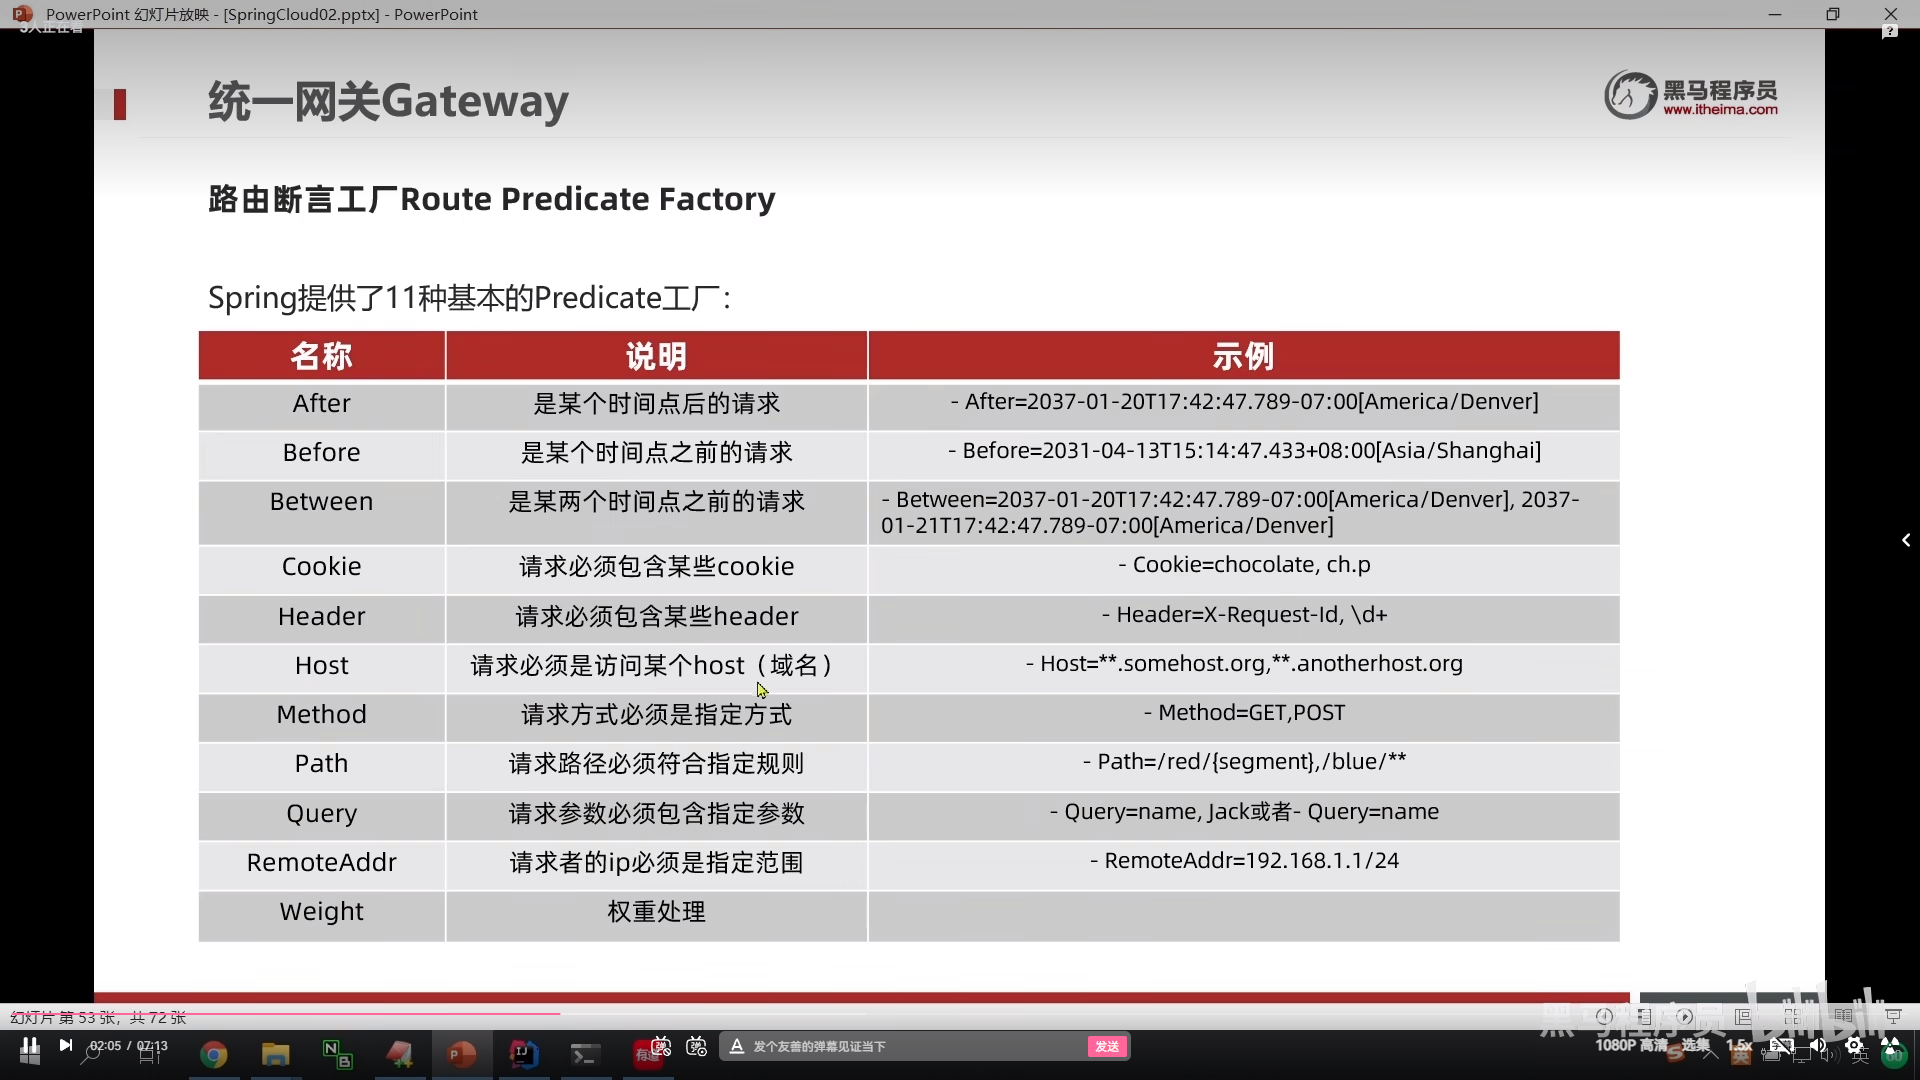 PowerPoint 幻灯片放映 - [SpringCloud02.pptx] - PowerPoint
3人正在看
统一网关Gateway
黑马程序员
www.itheima.com
路由断言工厂Route Predicate Factory
Spring提供了11种基本的Predicate工厂：
名称 说明 示例
After 是某个时间点后的请求 - After=2037-01-20T17:42:47.789-07:00[America/Denver]
Before 是某个时间点之前的请求 - Before=2031-04-13T15:14:47.433+08:00[Asia/Shanghai]
Between 是某两个时间点之前的请求 - Between=2037-01-20T17:42:47.789-07:00[America/Denver], 2037-
01-21T17:42:47.789-07:00[America/Denver]
Cookie 请求必须包含某些cookie - Cookie=chocolate, ch.p
Header 请求必须包含某些header - Header=X-Request-Id, \d+
Host 请求必须是访问某个host（域名） - Host=**.somehost.org,**.anotherhost.org
Method 请求方式必须是指定方式 - Method=GET,POST
Path 请求路径必须符合指定规则 - Path=/red/{segment},/blue/**
Query 请求参数必须包含指定参数 - Query=name, Jack或者- Query=name
RemoteAddr 请求者的ip必须是指定范围 - RemoteAddr=192.168.1.1/24
Weight 权重处理
幻灯片 第 53 张，共 72 张
黑马程序员 bilibili
02:05 / 07:13
发个友善的弹幕见证当下
发送
1080P 高清 选集 1.5x
英